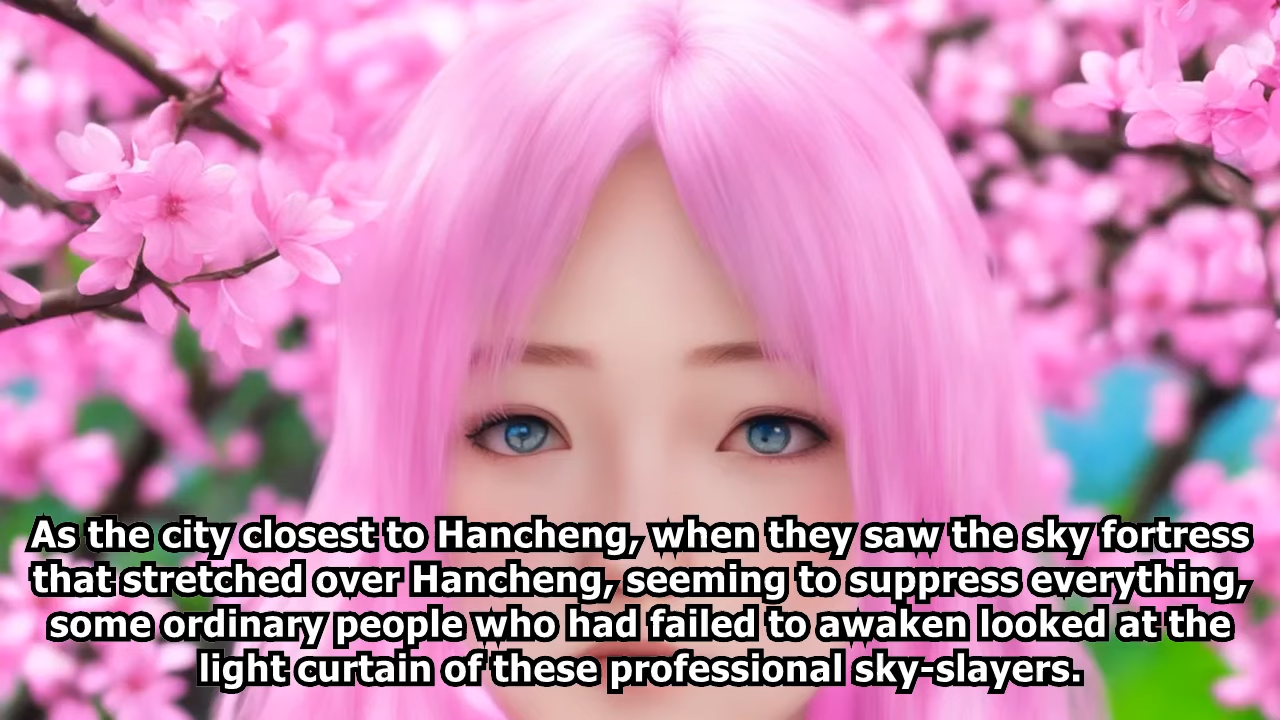 As the city closest to Hancheng, when they saw the sky fortress
that stretched over Hancheng, seeming to suppress everything,
some ordinary people who had failed to awaken looked at the
light curtain of these professional sky-slayers.